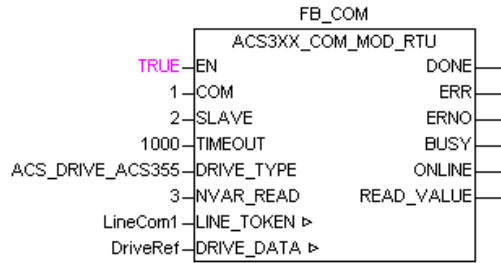 FB_COM
ACS3XX_COM_MOD_RTU
TRUE EN DONE
1 COM ERR
2 SLAVE ERNO
1000 TIMEOUT BUSY
ACS_DRIVE_ACS355 DRIVE_TYPE ONLINE
3 NVAR_READ READ_VALUE
LineCom1 LINE_TOKEN ▷
DriveRef DRIVE_DATA ▷